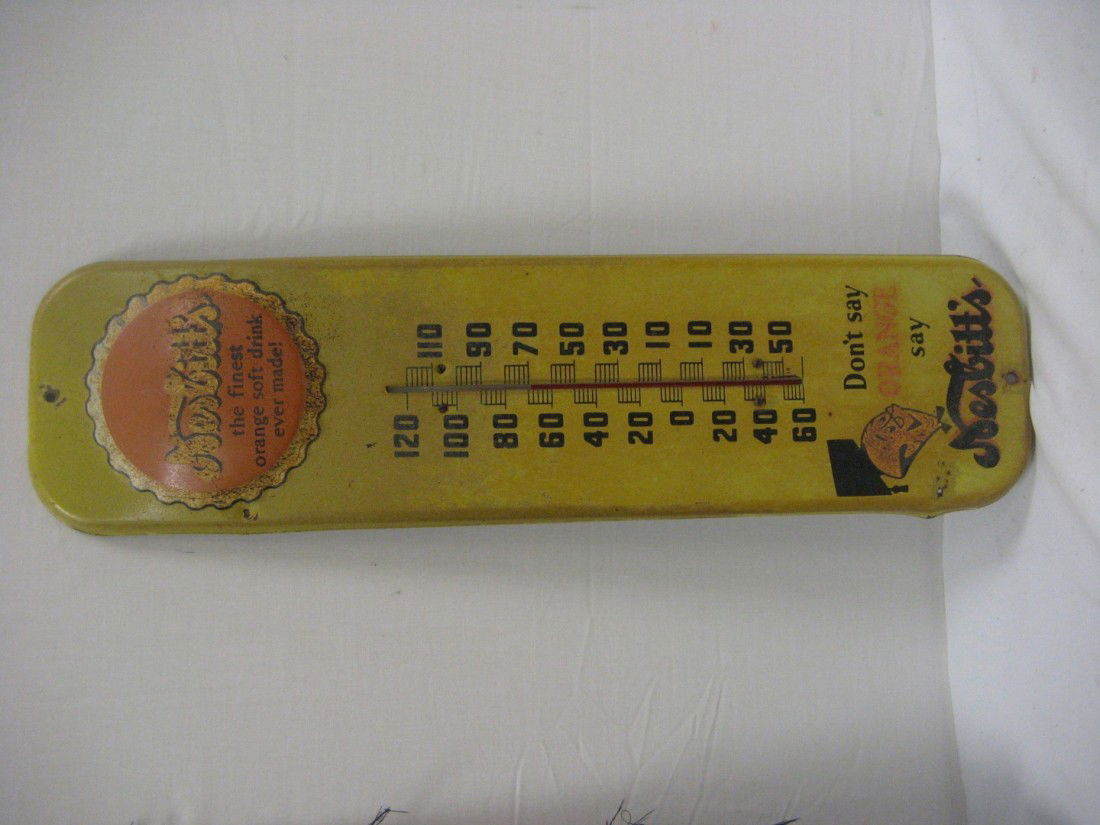 Nesbitt's
the finest
orange soft drink
ever made!
120
110
100
90
80
70
60
50
40
30
20
10
0
10
20
30
40
50
60
Don't say
ORANGE
say
Nesbitt's